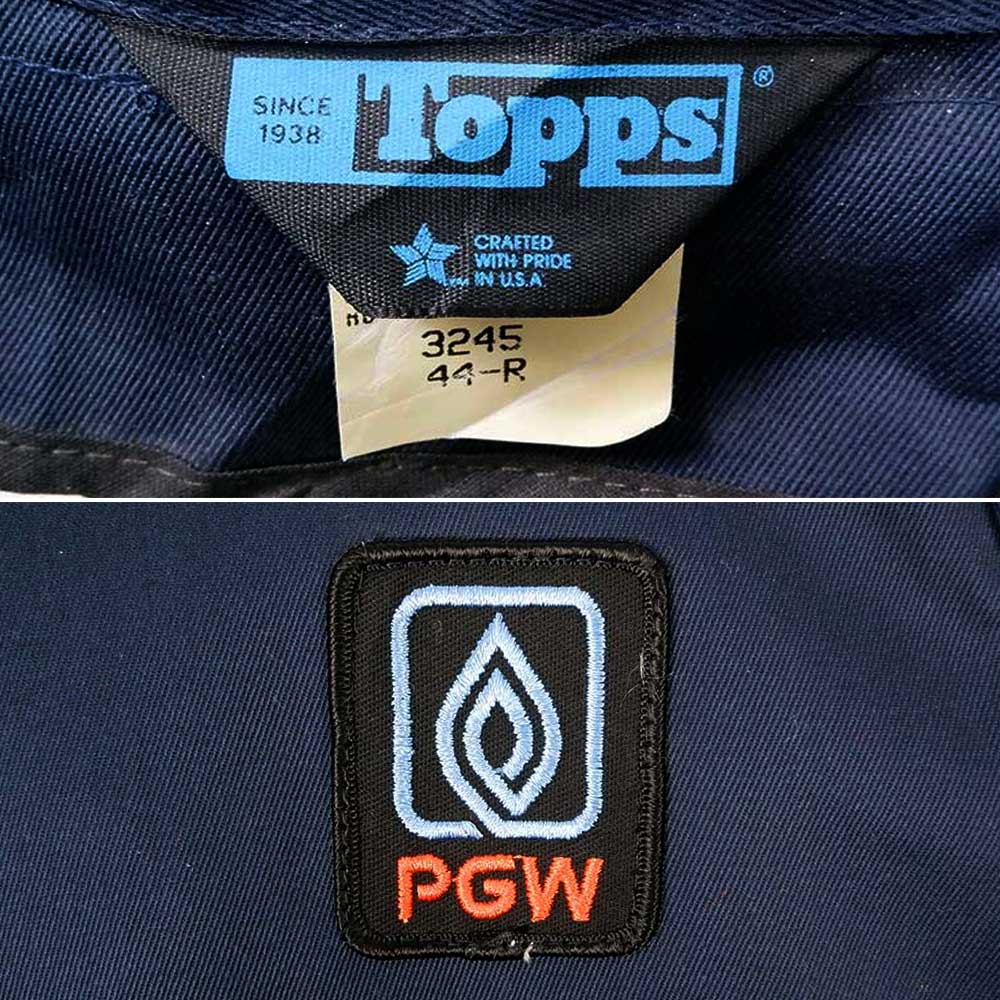 SINCE
1938
Topps®
CRAFTED
WITH PRIDE
IN U.S.A
3245
44-R
PGW